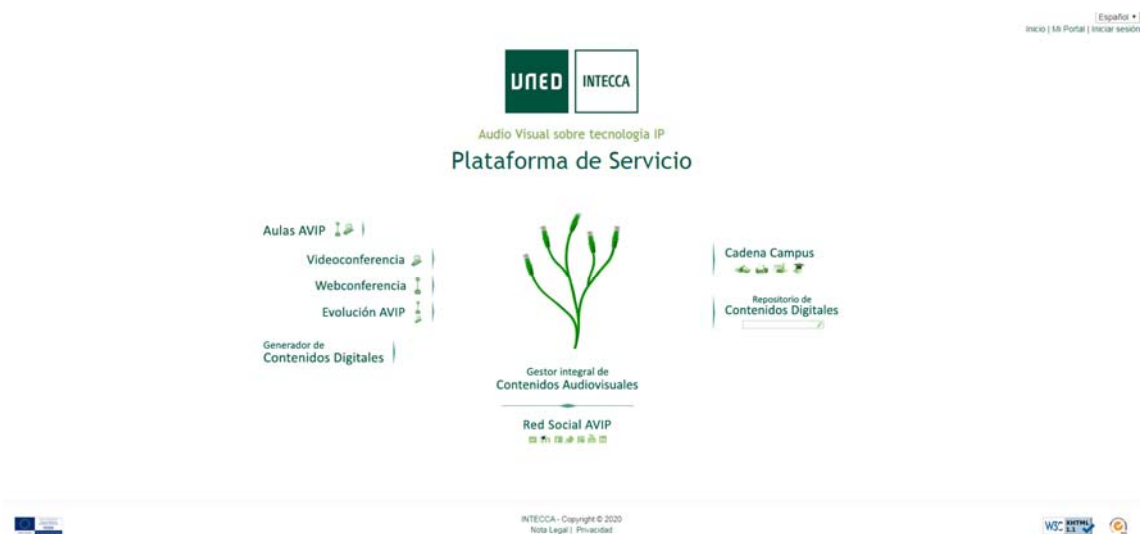 Español
Inicio | Mi Portal | Iniciar sesión
UNED
INTECCA
Audio Visual sobre tecnología IP
Plataforma de Servicio
Aulas AVIP
Videoconferencia
Webconferencia
Evolución AVIP
Generador de
Contenidos Digitales
Cadena Campus
Repositorio de
Contenidos Digitales
Gestor integral de
Contenidos Audiovisuales
Red Social AVIP
INTECCA - Copyright © 2020
Nota Legal | Privacidad
W3C XHTML
1.1